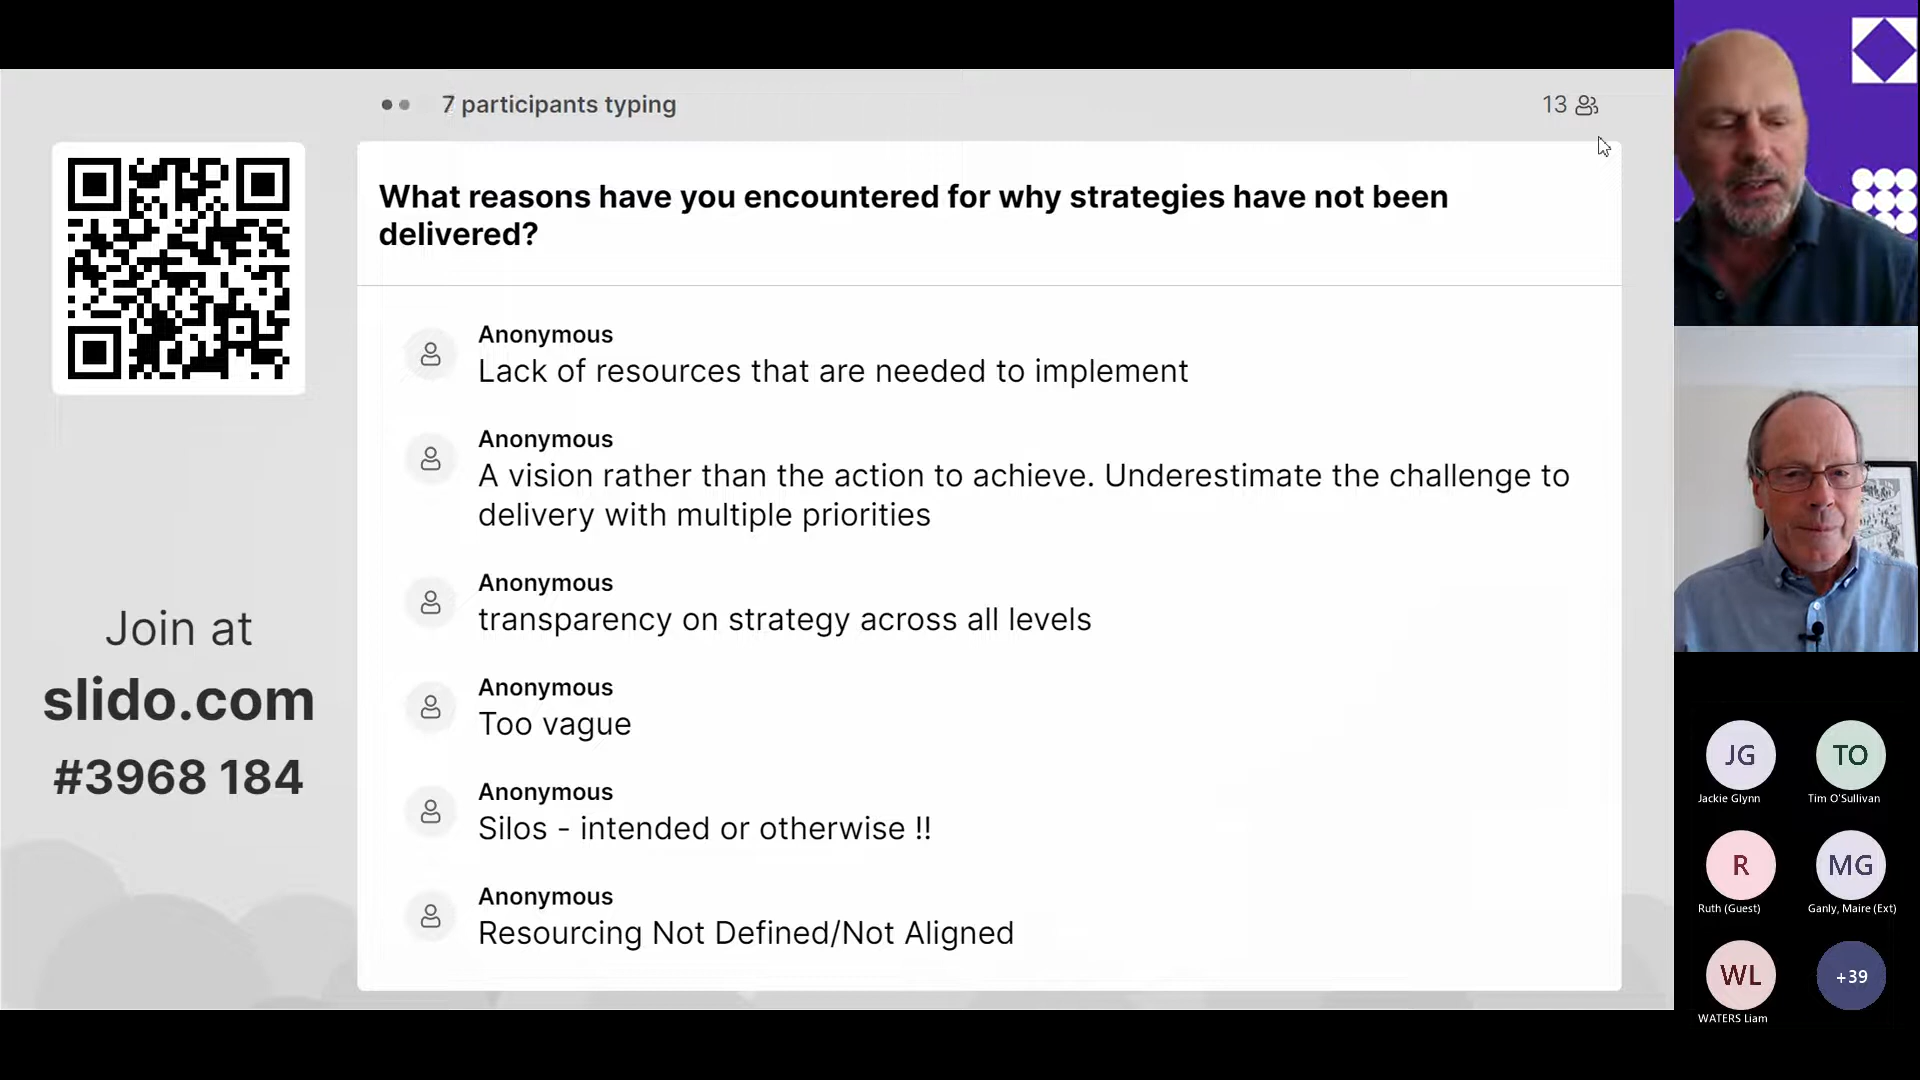 7 participants typing
13
What reasons have you encountered for why strategies have not been
delivered?
Anonymous
Lack of resources that are needed to implement
Anonymous
A vision rather than the action to achieve. Underestimate the challenge to
delivery with multiple priorities
Anonymous
transparency on strategy across all levels
Anonymous
Too vague
Anonymous
Silos - intended or otherwise !!
Anonymous
Resourcing Not Defined/Not Aligned
Join at
slido.com
#3968 184
JG
Jackie Glynn
TO
Tim O'Sullivan
R
Ruth (Guest)
MG
Ganly, Maire (Ext)
WL
WATERS Liam
+39